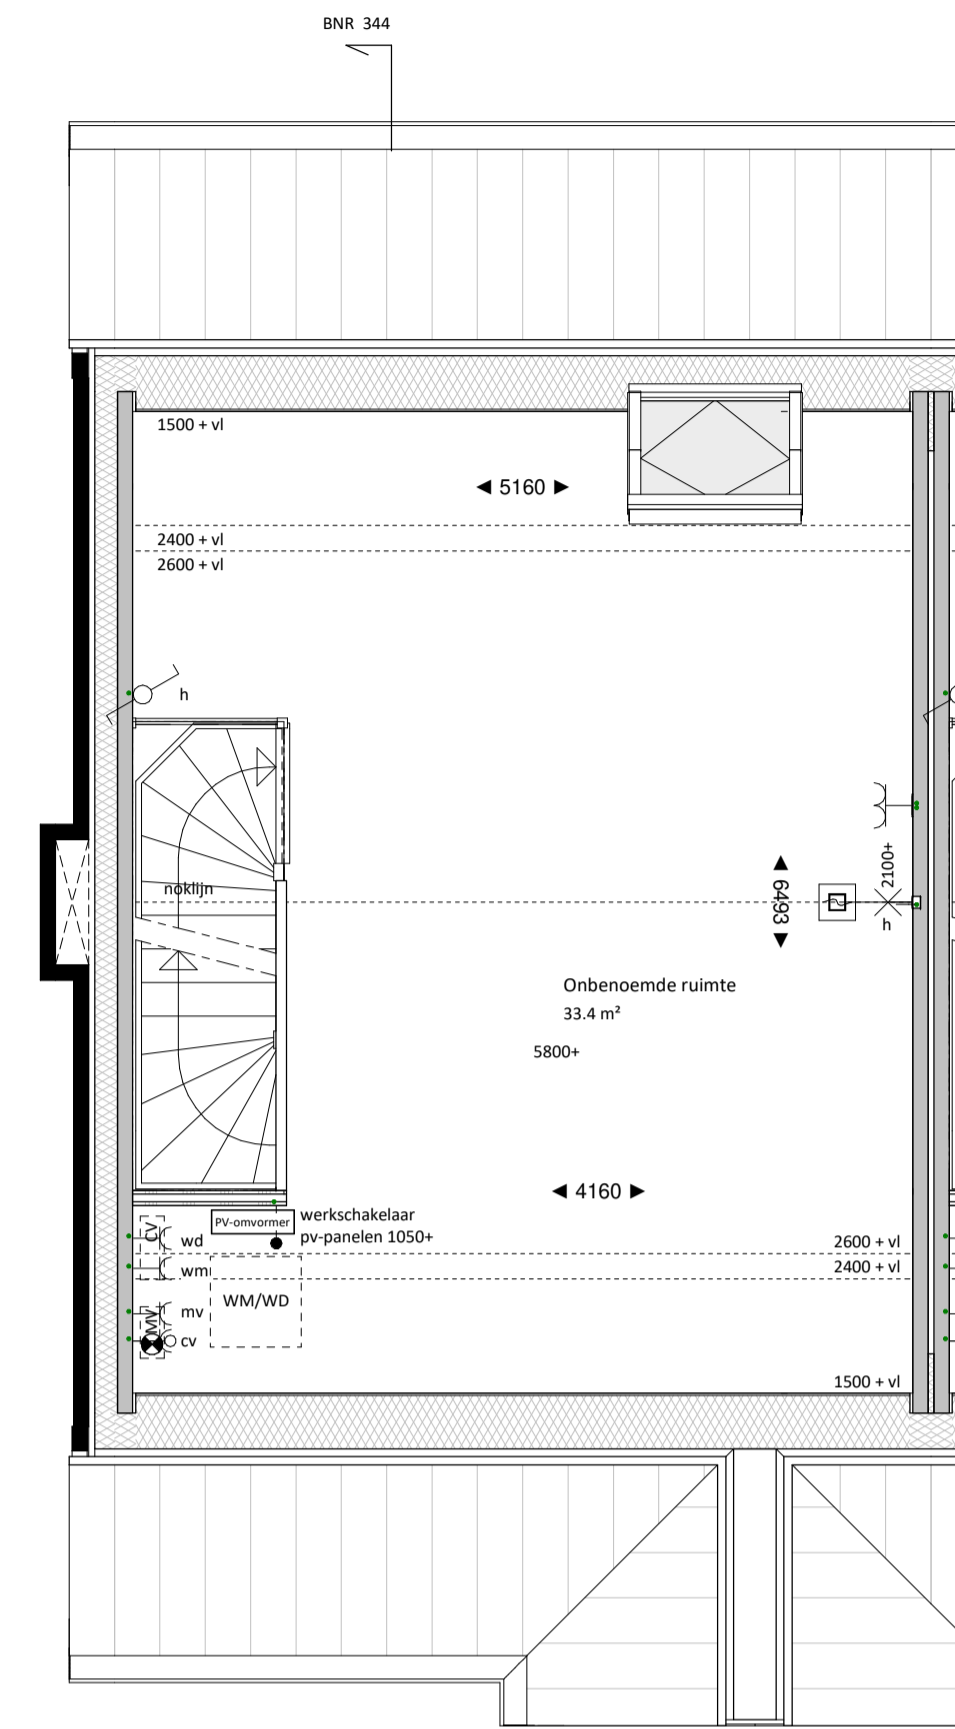 BNR 344
1500 + vl
5160
2400 + vl
2600 + vl
h
2100+
noklijn
6493
h
Onbenoemde ruimte
33.4 m²
5800+
4160
PV-omvormer
werkschakelaar
pv-panelen 1050+
CV
wd
2600 + vl
wm
2400 + vl
WM/WD
MV
mv
cv
1500 + vl